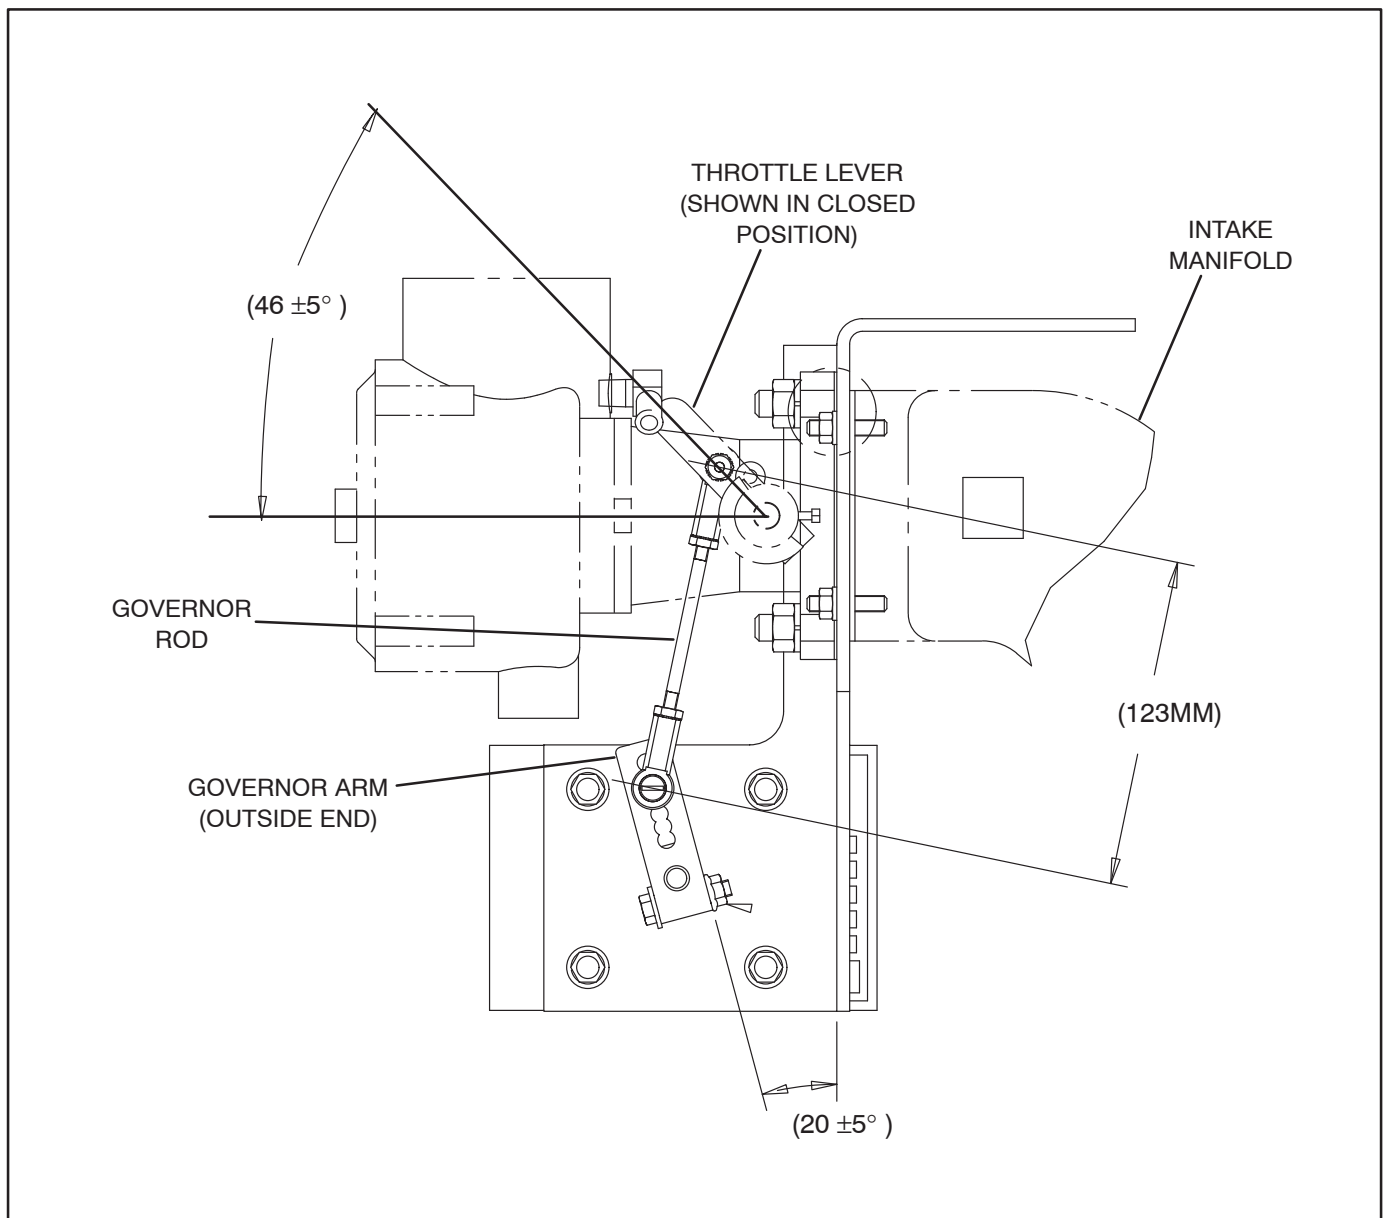 THROTTLE LEVER
(SHOWN IN CLOSED
POSITION)
INTAKE
MANIFOLD
(46 ±5° )
GOVERNOR
ROD
(123MM)
GOVERNOR ARM
(OUTSIDE END)
(20 ±5° )